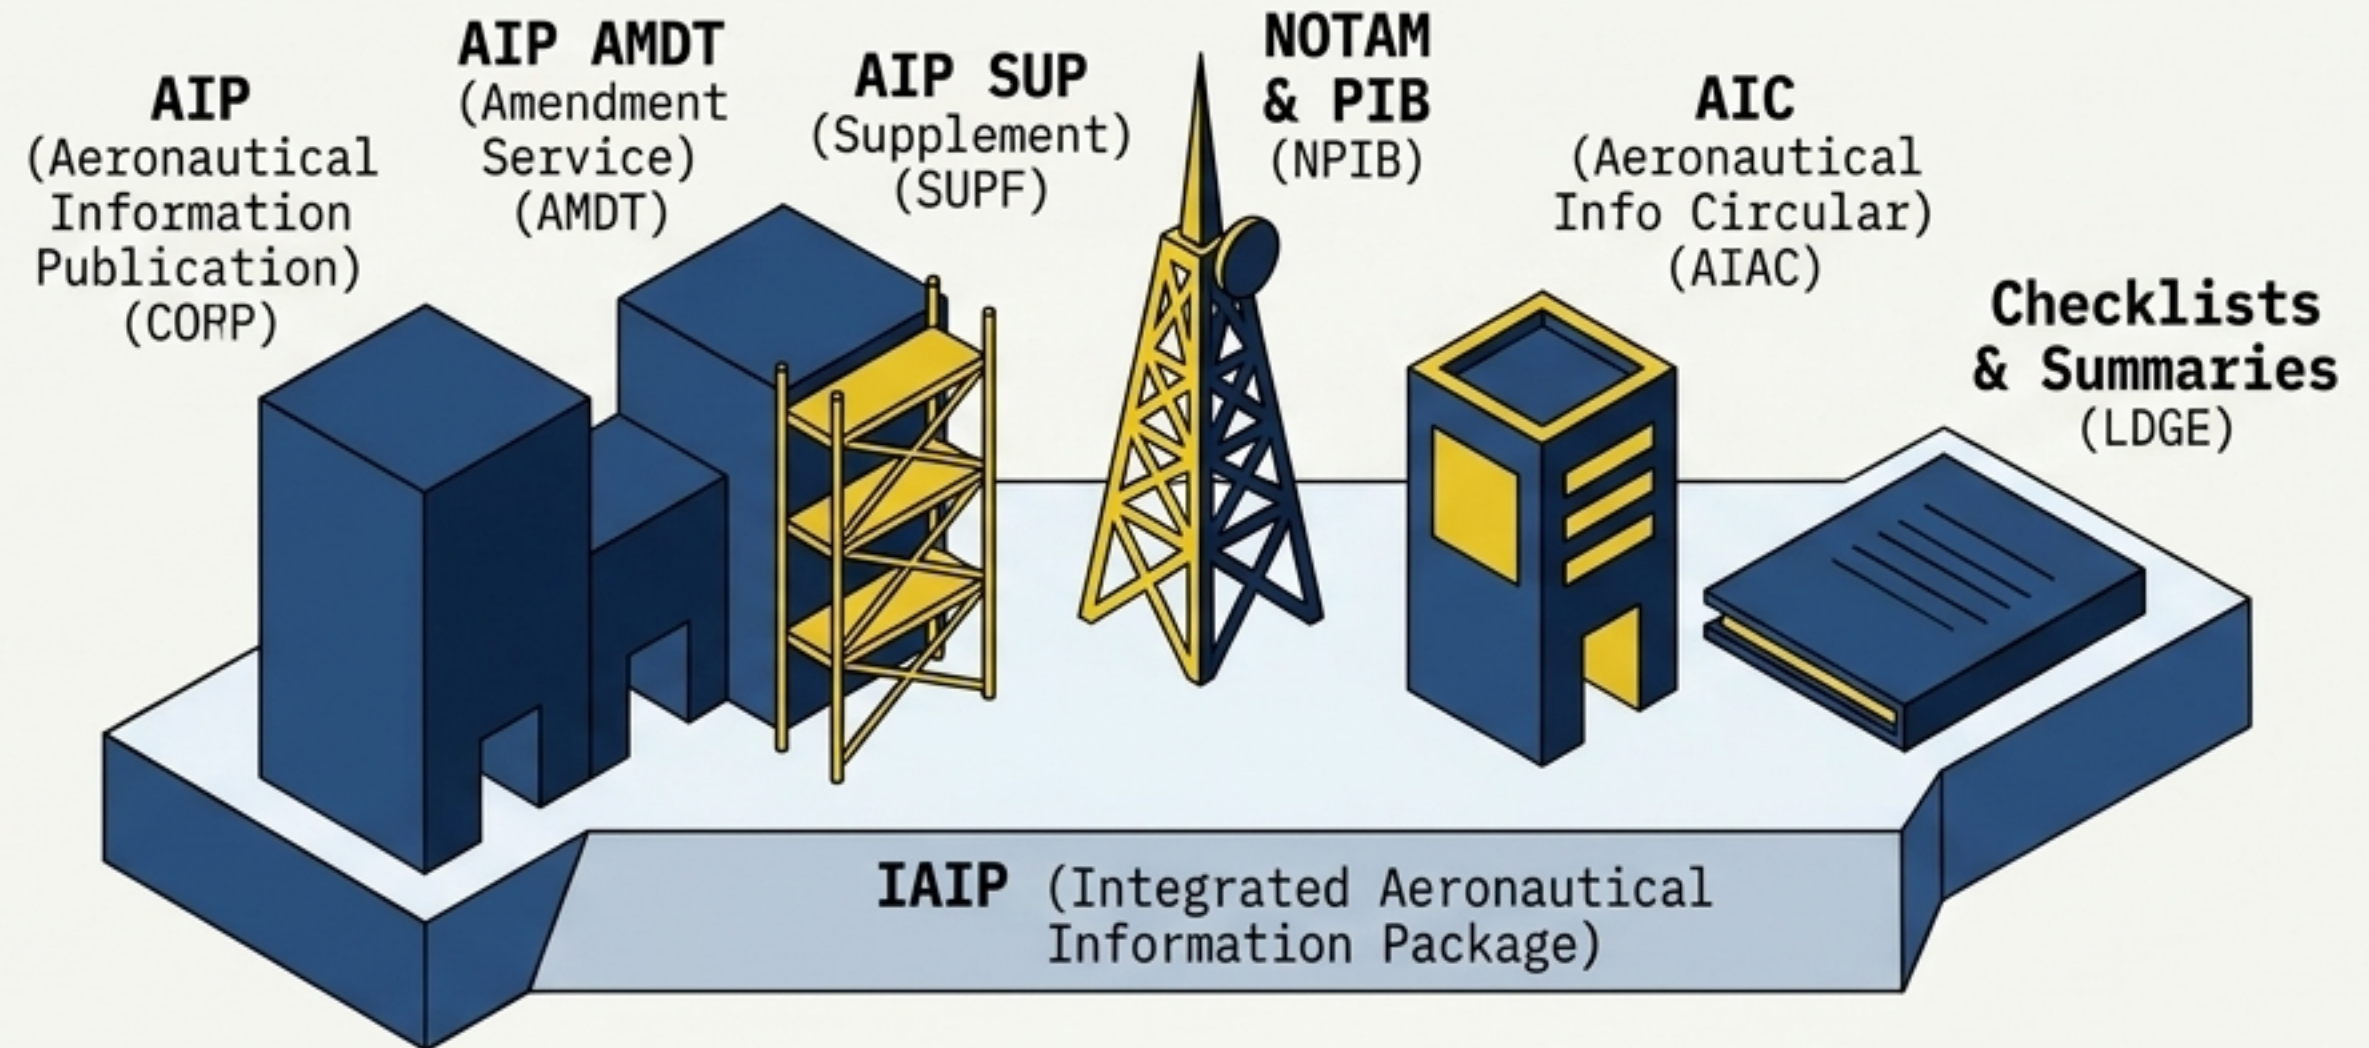 AIP
(Aeronautical
Information
Publication)
(CORP)
AIP AMDT
(Amendment
Service)
(AMDT)
AIP SUP
(Supplement)
(SUPF)
NOTAM
& PIB
(NPIB)
AIC
(Aeronautical
Info Circular)
(AIAC)
Checklists
& Summaries
(LDGE)
IAIP (Integrated Aeronautical
Information Package)